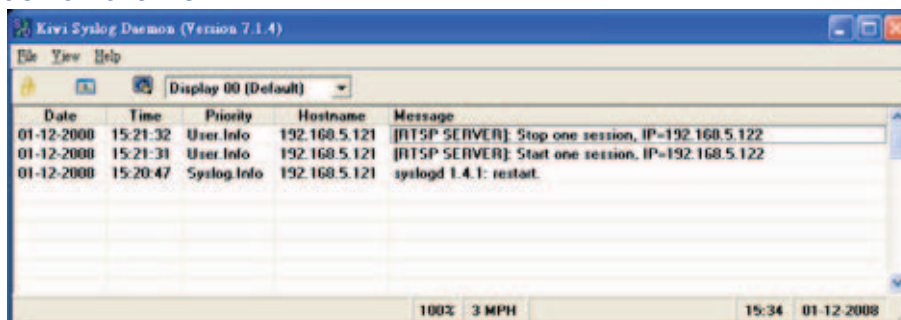 Kiwi Syslog Daemon (Version 7.1.4)
File View Help
Display 00 (Default)
Date Time Priority Hostname Message
01-12-2008 15:21:32 User.Info 192.168.5.121 [RTSP SERVER]: Stop one session, IP=192.168.5.122
01-12-2008 15:21:31 User.Info 192.168.5.121 [RTSP SERVER]: Start one session, IP=192.168.5.122
01-12-2008 15:20:47 Syslog.Info 192.168.5.121 syslogd 1.4.1: restart.
100% 3 MPH 15:34 01-12-2008